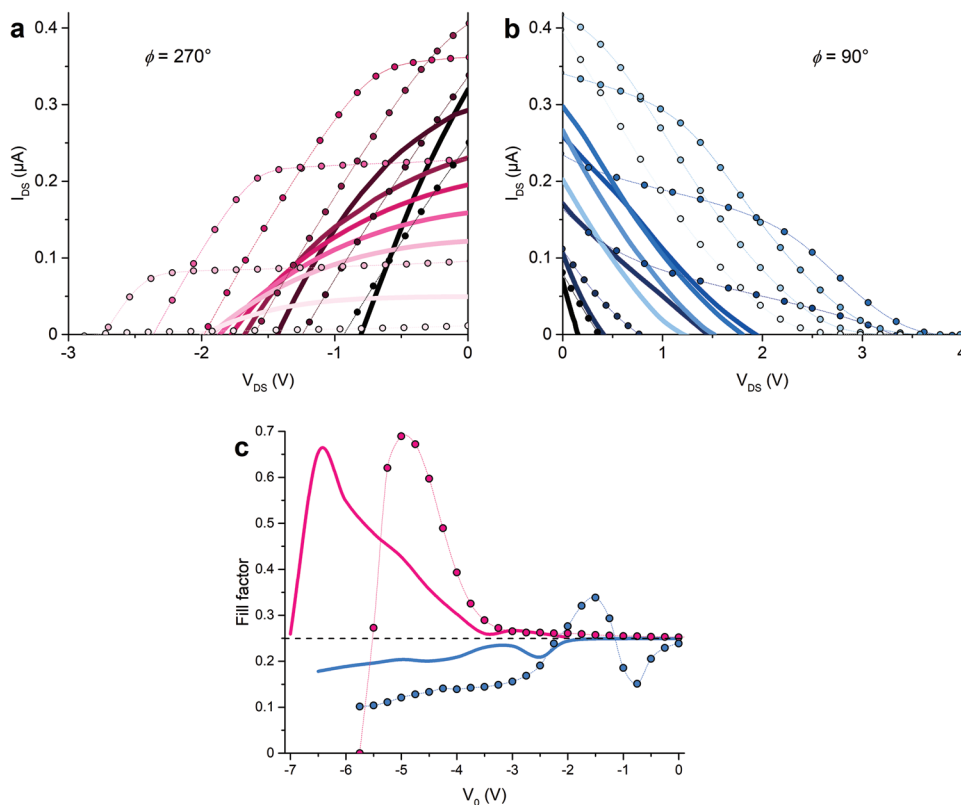 a
ϕ = 270°
I_DS (µA)
0.4
0.3
0.2
0.1
0
-3 -2 -1 0
V_DS (V)
b
ϕ = 90°
I_DS (µA)
0.4
0.3
0.2
0.1
0
0 1 2 3 4
V_DS (V)
c
Fill factor
0.7
0.6
0.5
0.4
0.3
0.2
0.1
0
-7 -6 -5 -4 -3 -2 -1 0
V_0 (V)